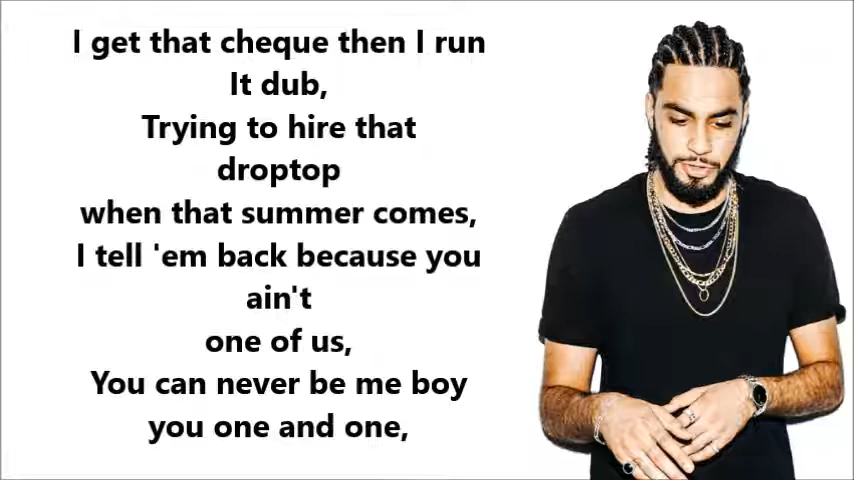 I get that cheque then I run
It dub,
Trying to hire that
droptop
when that summer comes,
I tell 'em back because you
ain't
one of us,
You can never be me boy
you one and one,